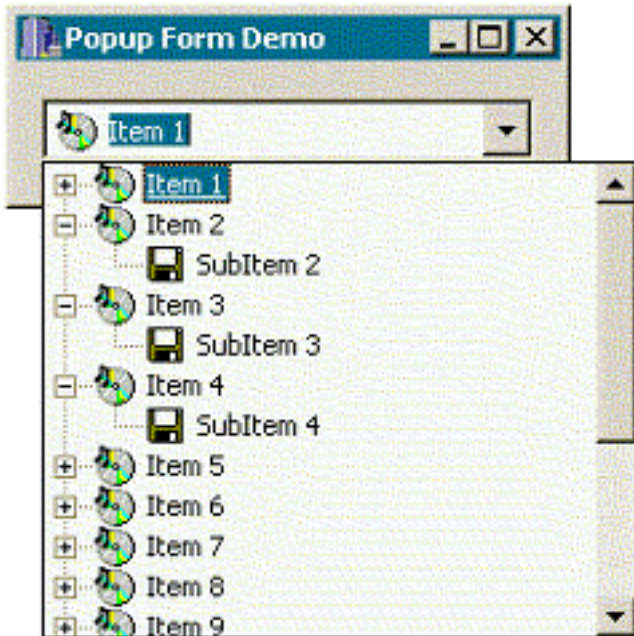 Popup Form Demo
Item 1
Item 1
Item 2
SubItem 2
Item 3
SubItem 3
Item 4
SubItem 4
Item 5
Item 6
Item 7
Item 8
Item 9